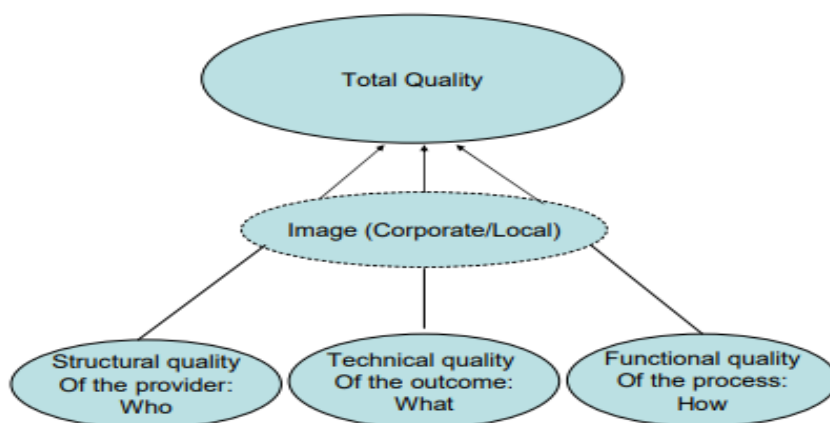 Total Quality
Image (Corporate/Local)
Structural quality
Of the provider:
Who
Technical quality
Of the outcome:
What
Functional quality
Of the process:
How